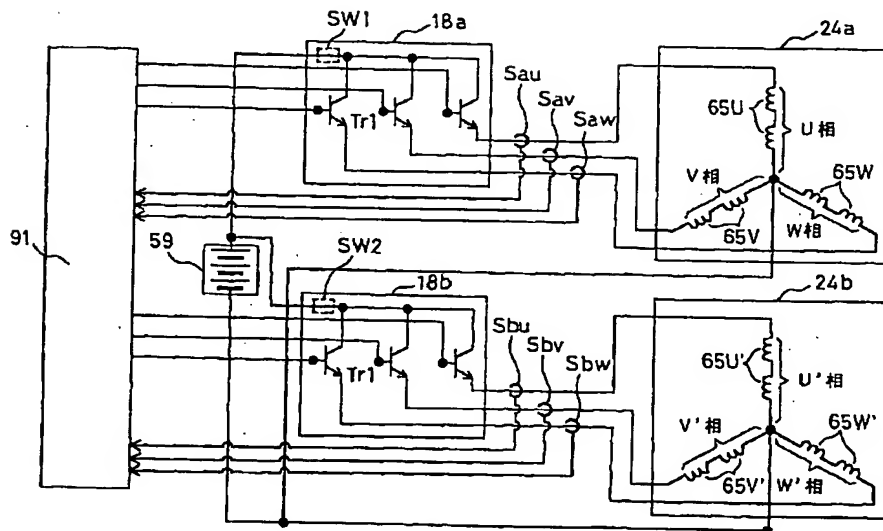 SW1
18a
24a
Sau
Sav
Saw
Tr1
65U
U相
V相
65W
65V
W相
91
59
SW2
18b
24b
Sbu
Sbv
Sbw
Tr1
65U'
U'相
V'相
65W'
65V'
W'相